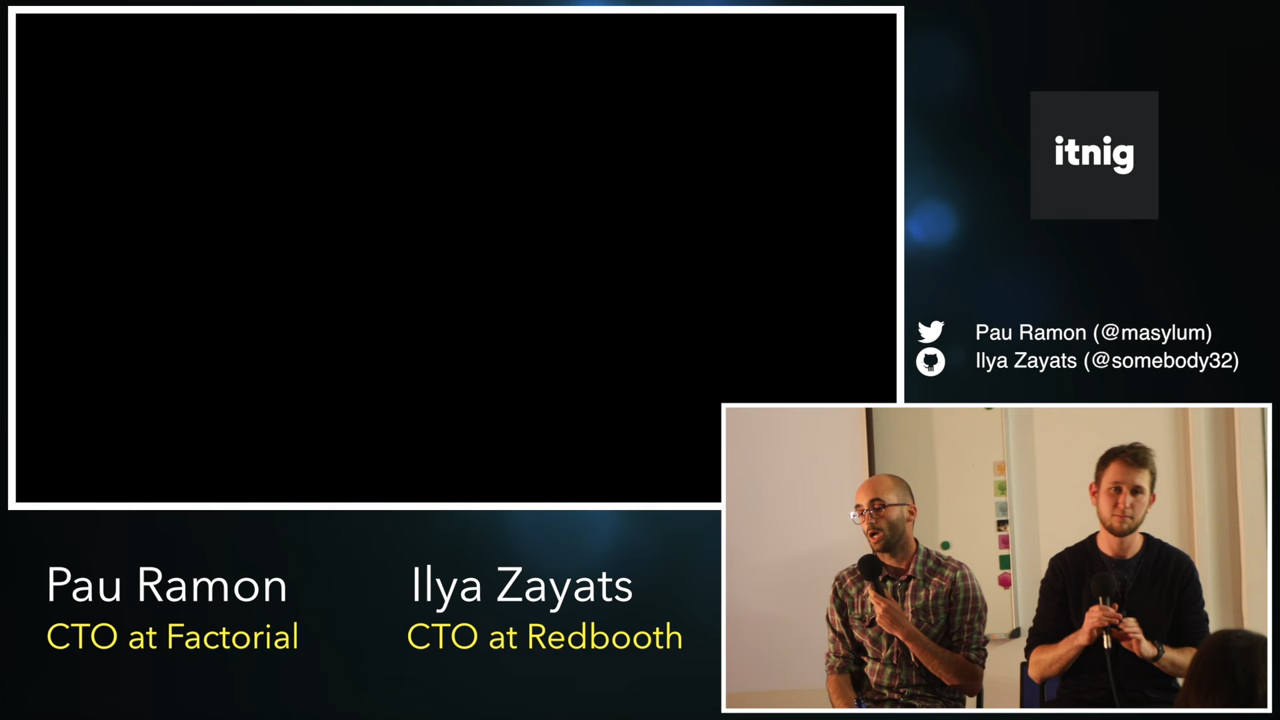 itnig
Pau Ramon (@masylum)
Ilya Zayats (@somebody32)
Pau Ramon
CTO at Factorial
Ilya Zayats
CTO at Redbooth